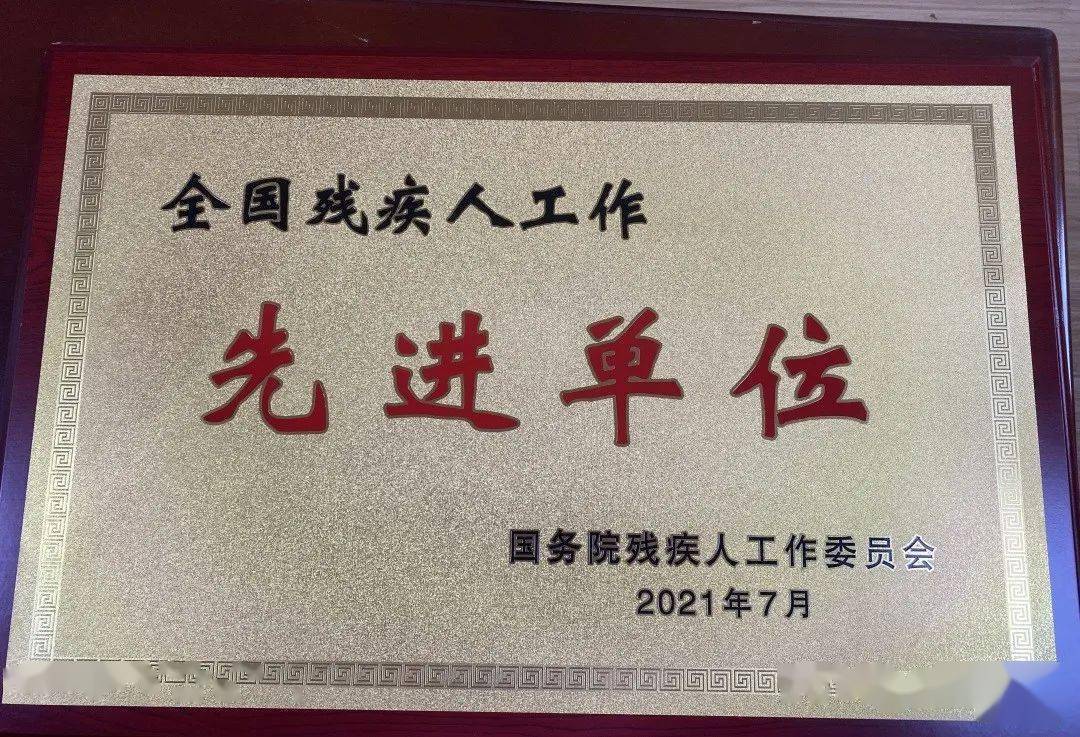 全国残疾人工作
先进单位
国务院残疾人工作委员会
2021年7月